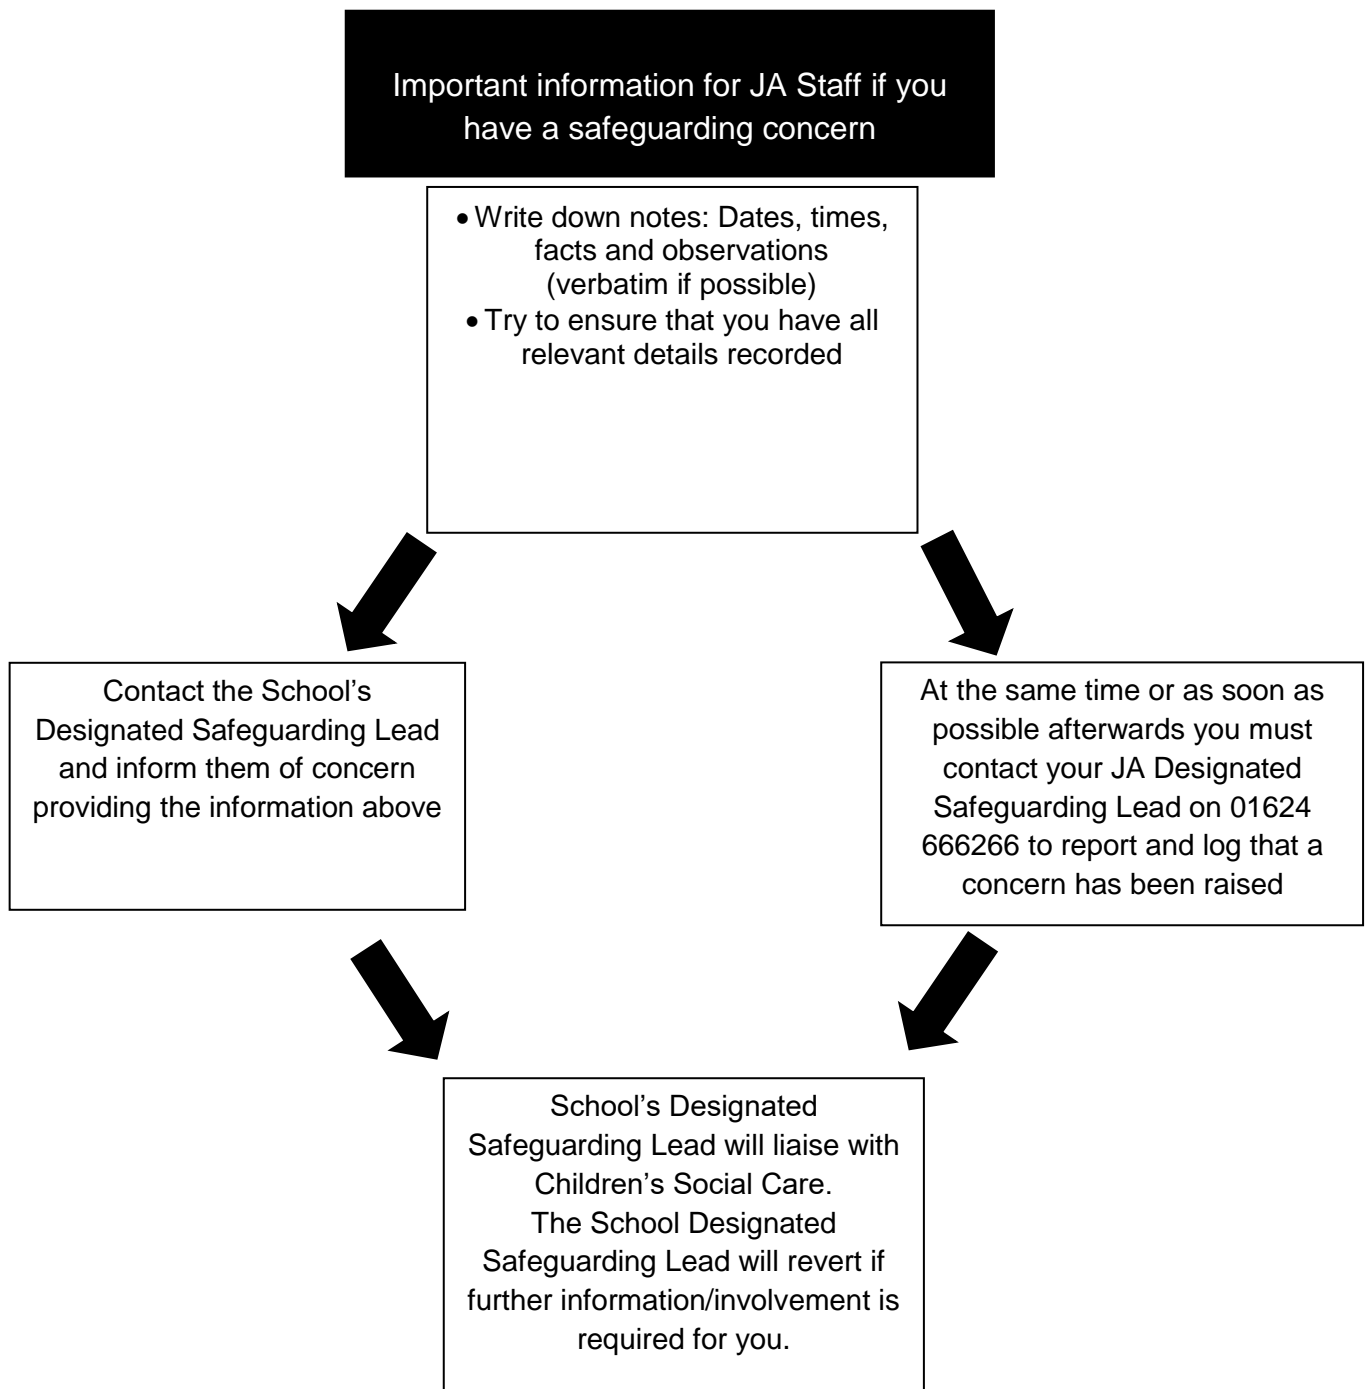 Important information for JA Staff if you
have a safeguarding concern
• Write down notes: Dates, times,
facts and observations
(verbatim if possible)
• Try to ensure that you have all
relevant details recorded
Contact the School’s
Designated Safeguarding Lead
and inform them of concern
providing the information above
At the same time or as soon as
possible afterwards you must
contact your JA Designated
Safeguarding Lead on 01624
666266 to report and log that a
concern has been raised
School’s Designated
Safeguarding Lead will liaise with
Children’s Social Care.
The School Designated
Safeguarding Lead will revert if
further information/involvement is
required for you.